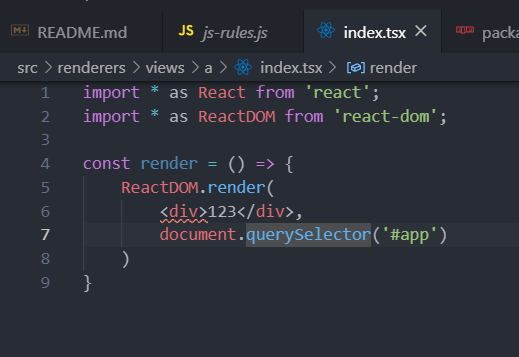 README.md JS js-rules.js index.tsx packa
src > renderers > views > a > index.tsx > render
1 import * as React from 'react';
2 import * as ReactDOM from 'react-dom';
3
4 const render = () => {
5 ReactDOM.render(
6 <div>123</div>,
7 document.querySelector('#app')
8 )
9 }